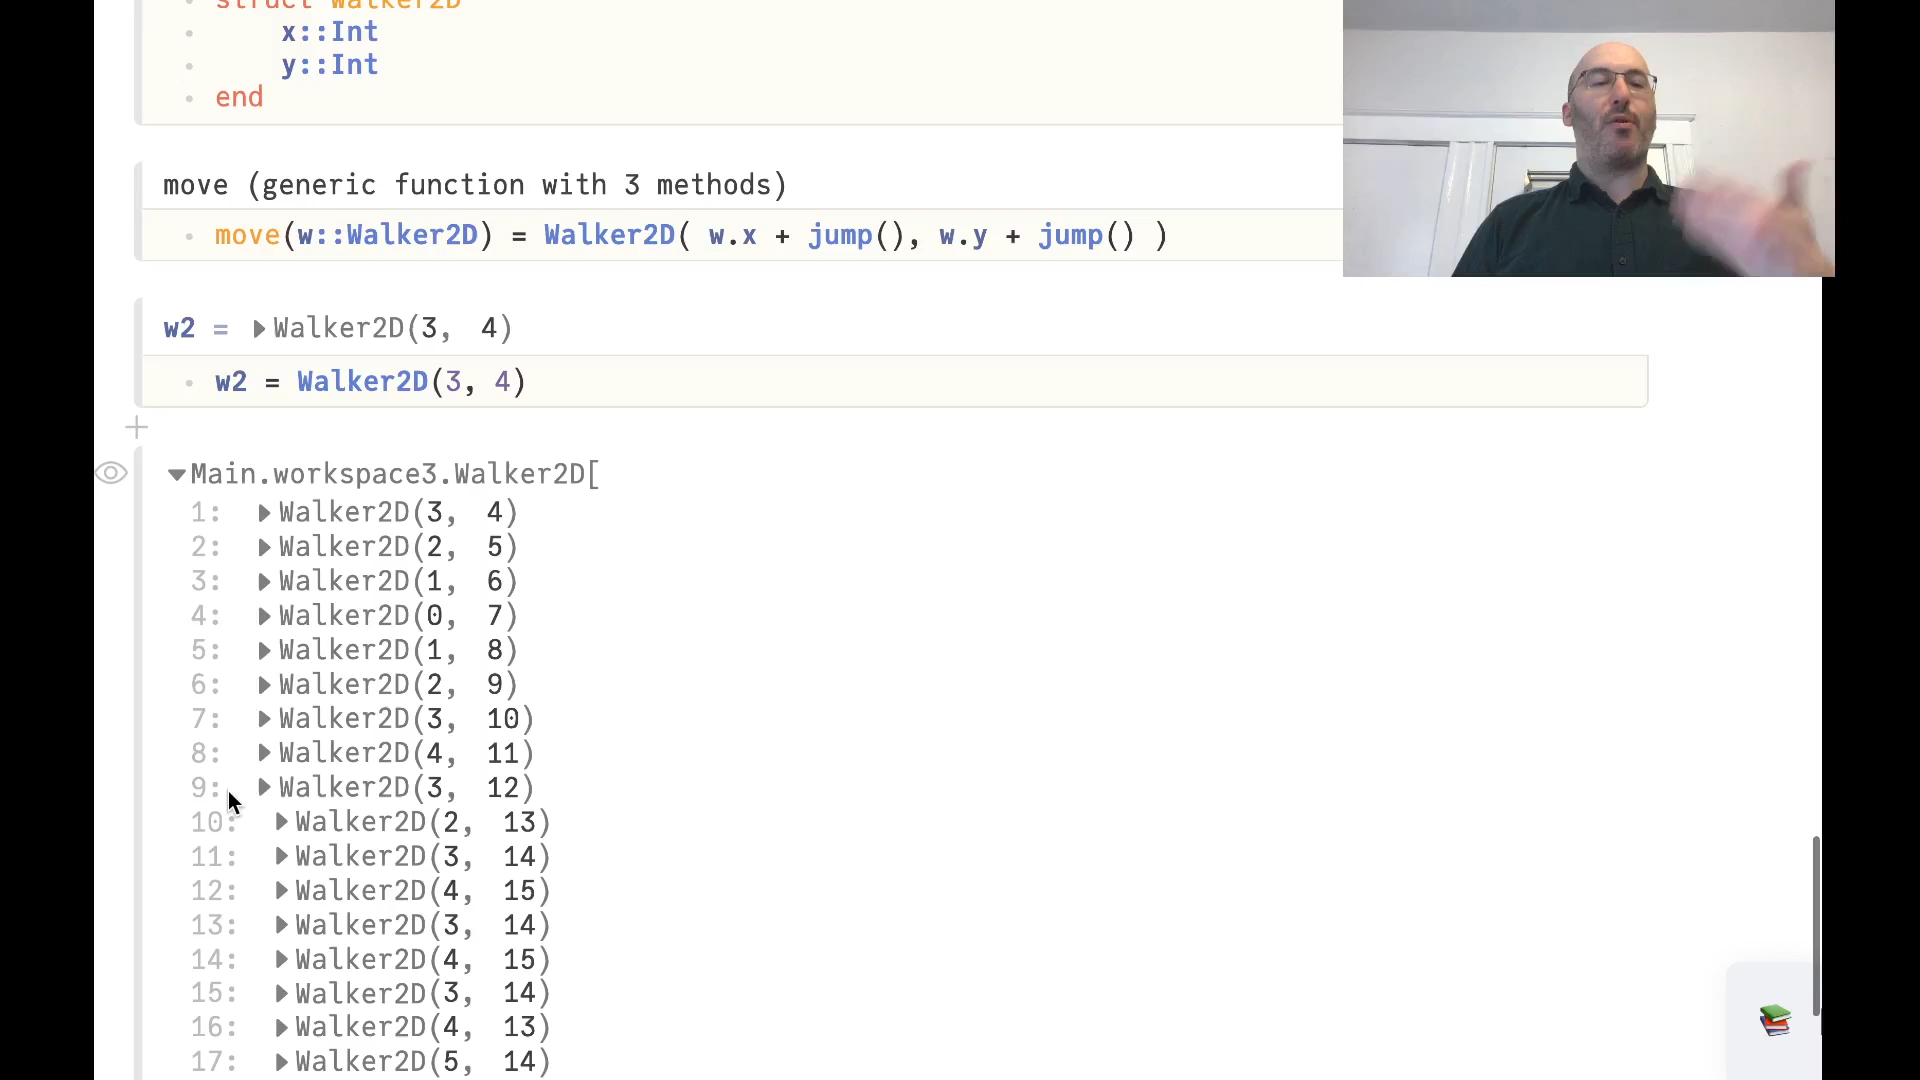 struct Walker2D
x::Int
y::Int
end
move (generic function with 3 methods)
move(w::Walker2D) = Walker2D( w.x + jump(), w.y + jump() )
w2 = Walker2D(3, 4)
w2 = Walker2D(3, 4)
Main.workspace3.Walker2D[
1: Walker2D(3, 4)
2: Walker2D(2, 5)
3: Walker2D(1, 6)
4: Walker2D(0, 7)
5: Walker2D(1, 8)
6: Walker2D(2, 9)
7: Walker2D(3, 10)
8: Walker2D(4, 11)
9: Walker2D(3, 12)
10: Walker2D(2, 13)
11: Walker2D(3, 14)
12: Walker2D(4, 15)
13: Walker2D(3, 14)
14: Walker2D(4, 15)
15: Walker2D(3, 14)
16: Walker2D(4, 13)
17: Walker2D(5, 14)